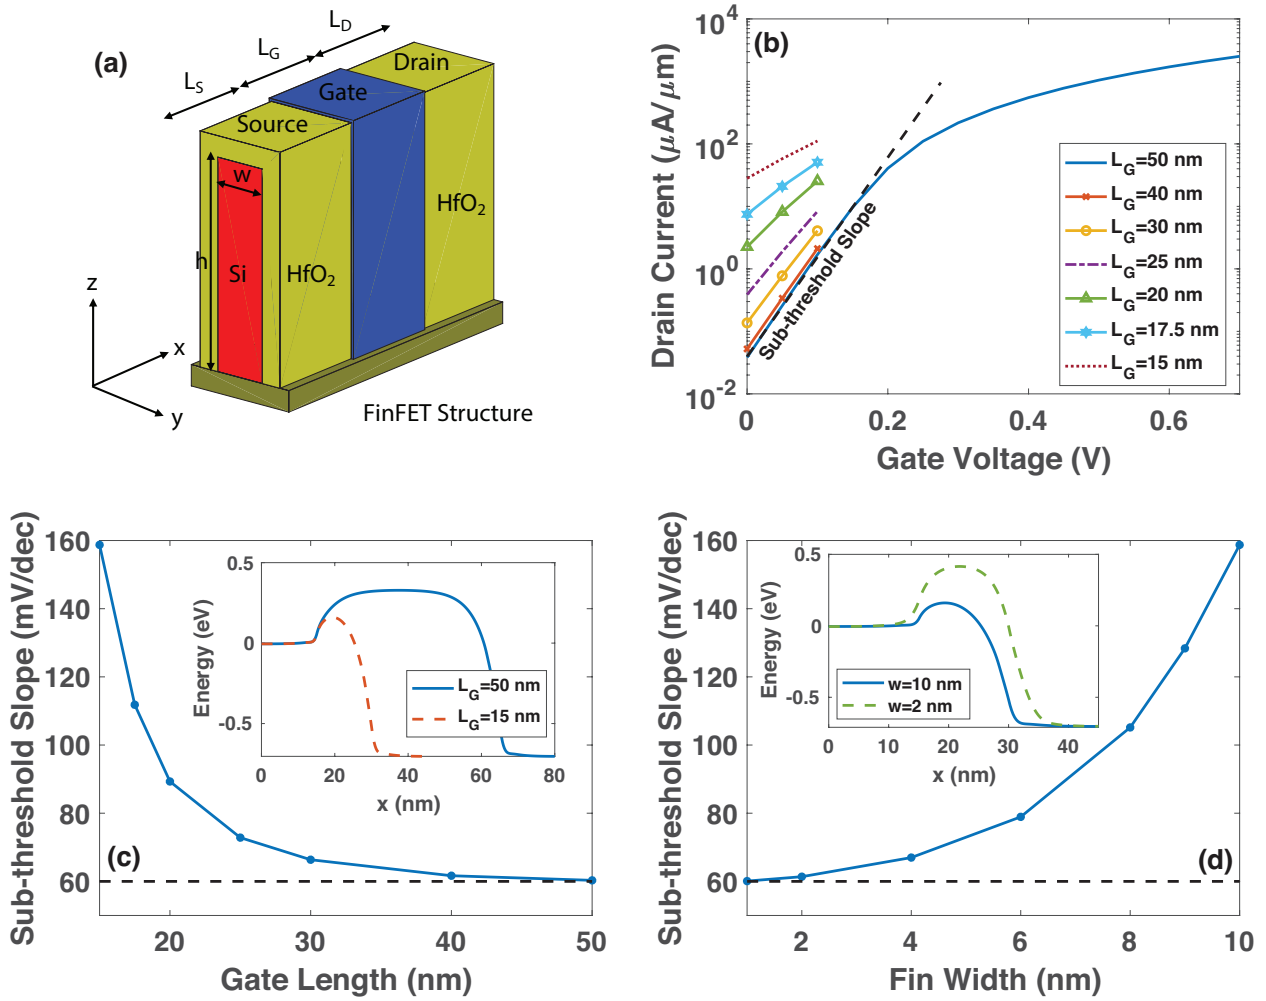 (a)
L_S
L_G
L_D
Source
Gate
Drain
w
h
Si
HfO₂
HfO₂
z
x
y
FinFET Structure
(b)
Drain Current (μA/μm)
10⁴
10²
10⁰
10⁻²
0 0.2 0.4 0.6
Gate Voltage (V)
Sub-threshold Slope
L_G=50 nm
L_G=40 nm
L_G=30 nm
L_G=25 nm
L_G=20 nm
L_G=17.5 nm
L_G=15 nm
(c)
Sub-threshold Slope (mV/dec)
160
140
120
100
80
60
20 30 40 50
Gate Length (nm)
Energy (eV)
0.5
0
-0.5
0 20 40 60 80
x (nm)
L_G=50 nm
L_G=15 nm
(d)
Sub-threshold Slope (mV/dec)
160
140
120
100
80
60
2 4 6 8 10
Fin Width (nm)
Energy (eV)
0.5
0
-0.5
0 10 20 30 40
x (nm)
w=10 nm
w=2 nm